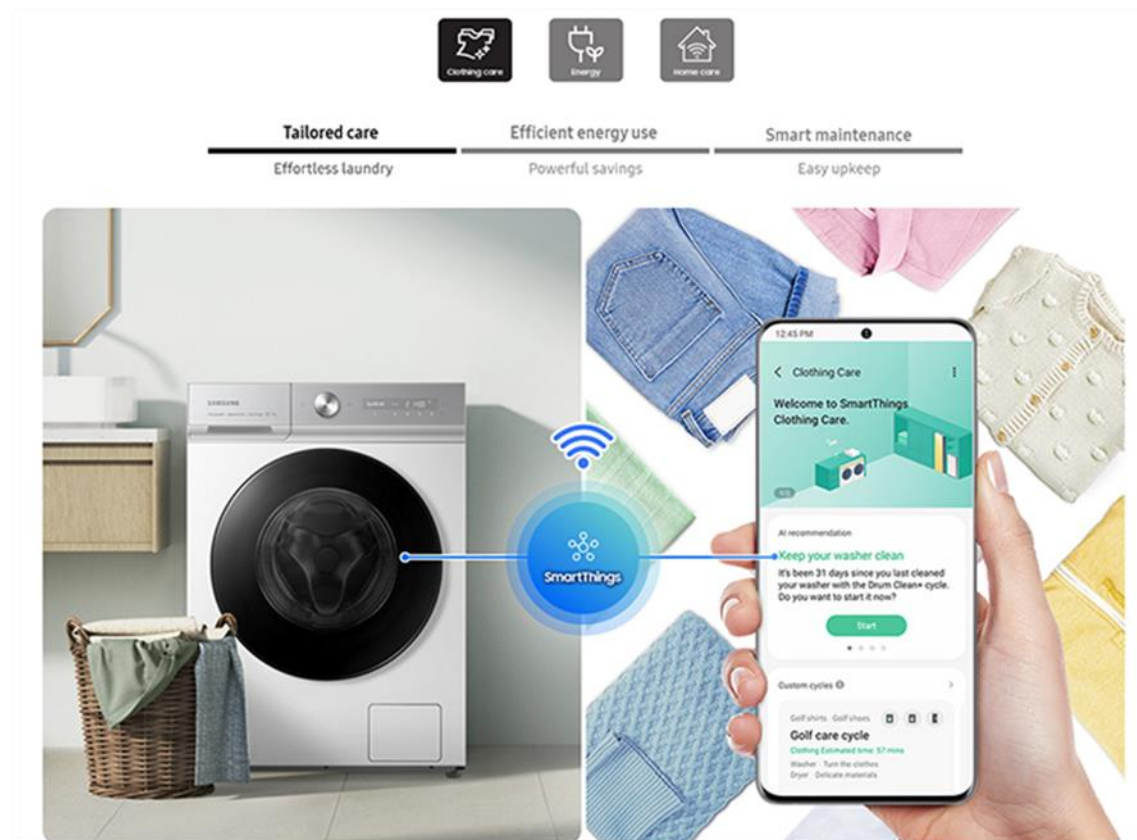 Clothing care
Energy
Home care
Tailored care
Efficient energy use
Smart maintenance
Effortless laundry
Powerful savings
Easy upkeep
SAMSUNG
SmartThings
12:45 PM
Clothing Care
Welcome to SmartThings
Clothing Care.
AI recommendation
Keep your washer clean
It's been 31 days since you last cleaned
your washer with the Drum Clean+ cycle.
Do you want to start it now?
Start
Custom cycles
Golf shirts · Golf shoes
Golf care cycle
Clothing Estimated time: 57 mins
Washer · Turn the clothes
Dryer · Delicate materials